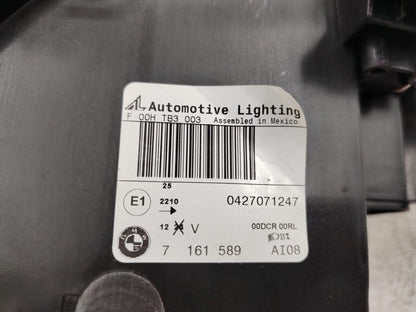 AL Automotive Lighting
F 00H TB3 003 Assembled in Mexico
25
E1 2210 0427071247
12 V 00DCR 00RL
7 161 589 AI08